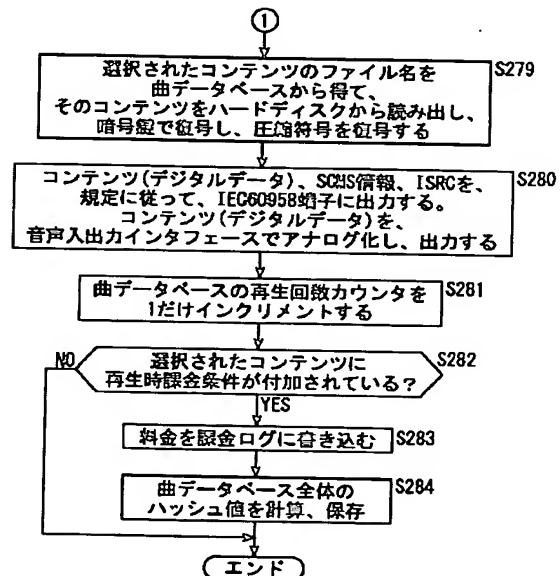 1
選択されたコンテンツのファイル名を
曲データベースから得て、
そのコンテンツをハードディスクから読み出し、
暗号鍵で復号し、圧縮符号を復号する
S279
コンテンツ(デジタルデータ)、SCMS情報、ISRCを、
規定に従って、IEC60958端子に出力する。
コンテンツ(デジタルデータ)を、
音声入出力インタフェースでアナログ化し、出力する
S280
曲データベースの再生回数カウンタを
1だけインクリメントする
S281
選択されたコンテンツに
再生時課金条件が付加されている?
S282
NO
YES
料金を課金ログに書き込む
S283
曲データベース全体の
ハッシュ値を計算、保存
S284
エンド